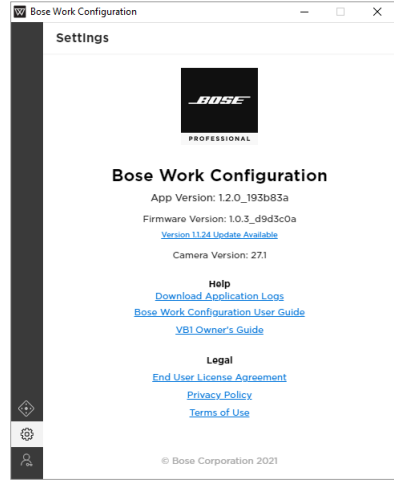 Bose Work Configuration
Settings
BOSE
PROFESSIONAL
Bose Work Configuration
App Version: 1.2.0_193b83a
Firmware Version: 1.0.3_d9d3c0a
Version 1.1.24 Update Available
Camera Version: 27.1
Help
Download Application Logs
Bose Work Configuration User Guide
VB1 Owner's Guide
Legal
End User License Agreement
Privacy Policy
Terms of Use
© Bose Corporation 2021